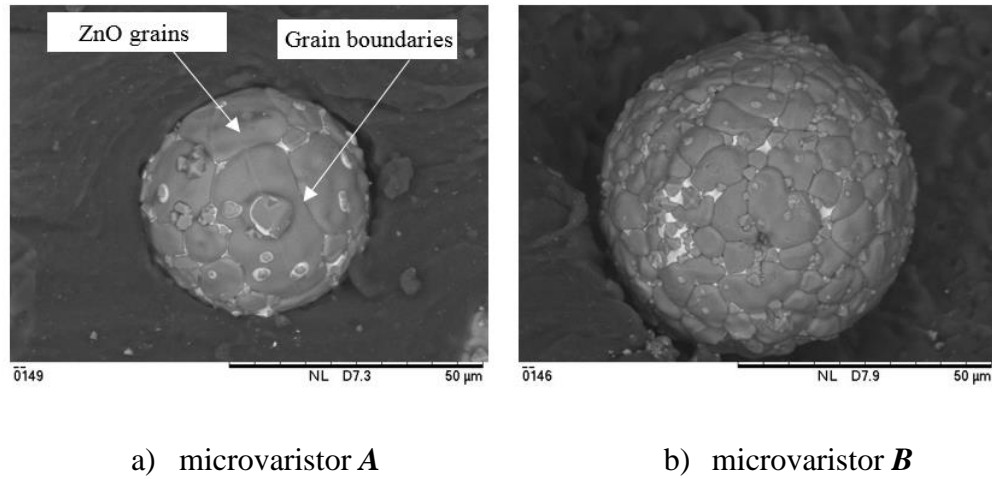 ZnO grains
Grain boundaries
0149 NL D7.3 50 µm
0146 NL D7.9 50 µm
a) microvaristor A
b) microvaristor B